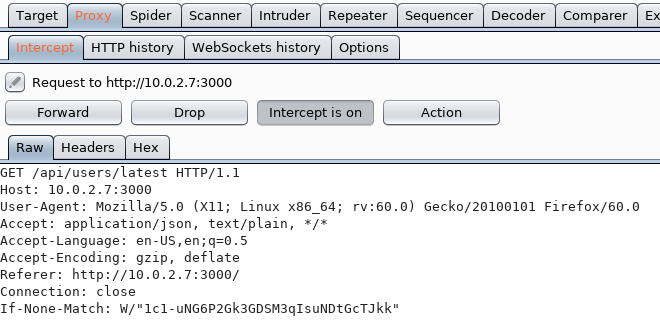 Target Proxy Spider Scanner Intruder Repeater Sequencer Decoder Comparer Ex
Intercept HTTP history WebSockets history Options
Request to http://10.0.2.7:3000
Forward Drop Intercept is on Action
Raw Headers Hex
GET /api/users/latest HTTP/1.1
Host: 10.0.2.7:3000
User-Agent: Mozilla/5.0 (X11; Linux x86_64; rv:60.0) Gecko/20100101 Firefox/60.0
Accept: application/json, text/plain, */*
Accept-Language: en-US,en;q=0.5
Accept-Encoding: gzip, deflate
Referer: http://10.0.2.7:3000/
Connection: close
If-None-Match: W/"1c1-uNG6P2Gk3GDSM3qIsuNDtGcTJkk"